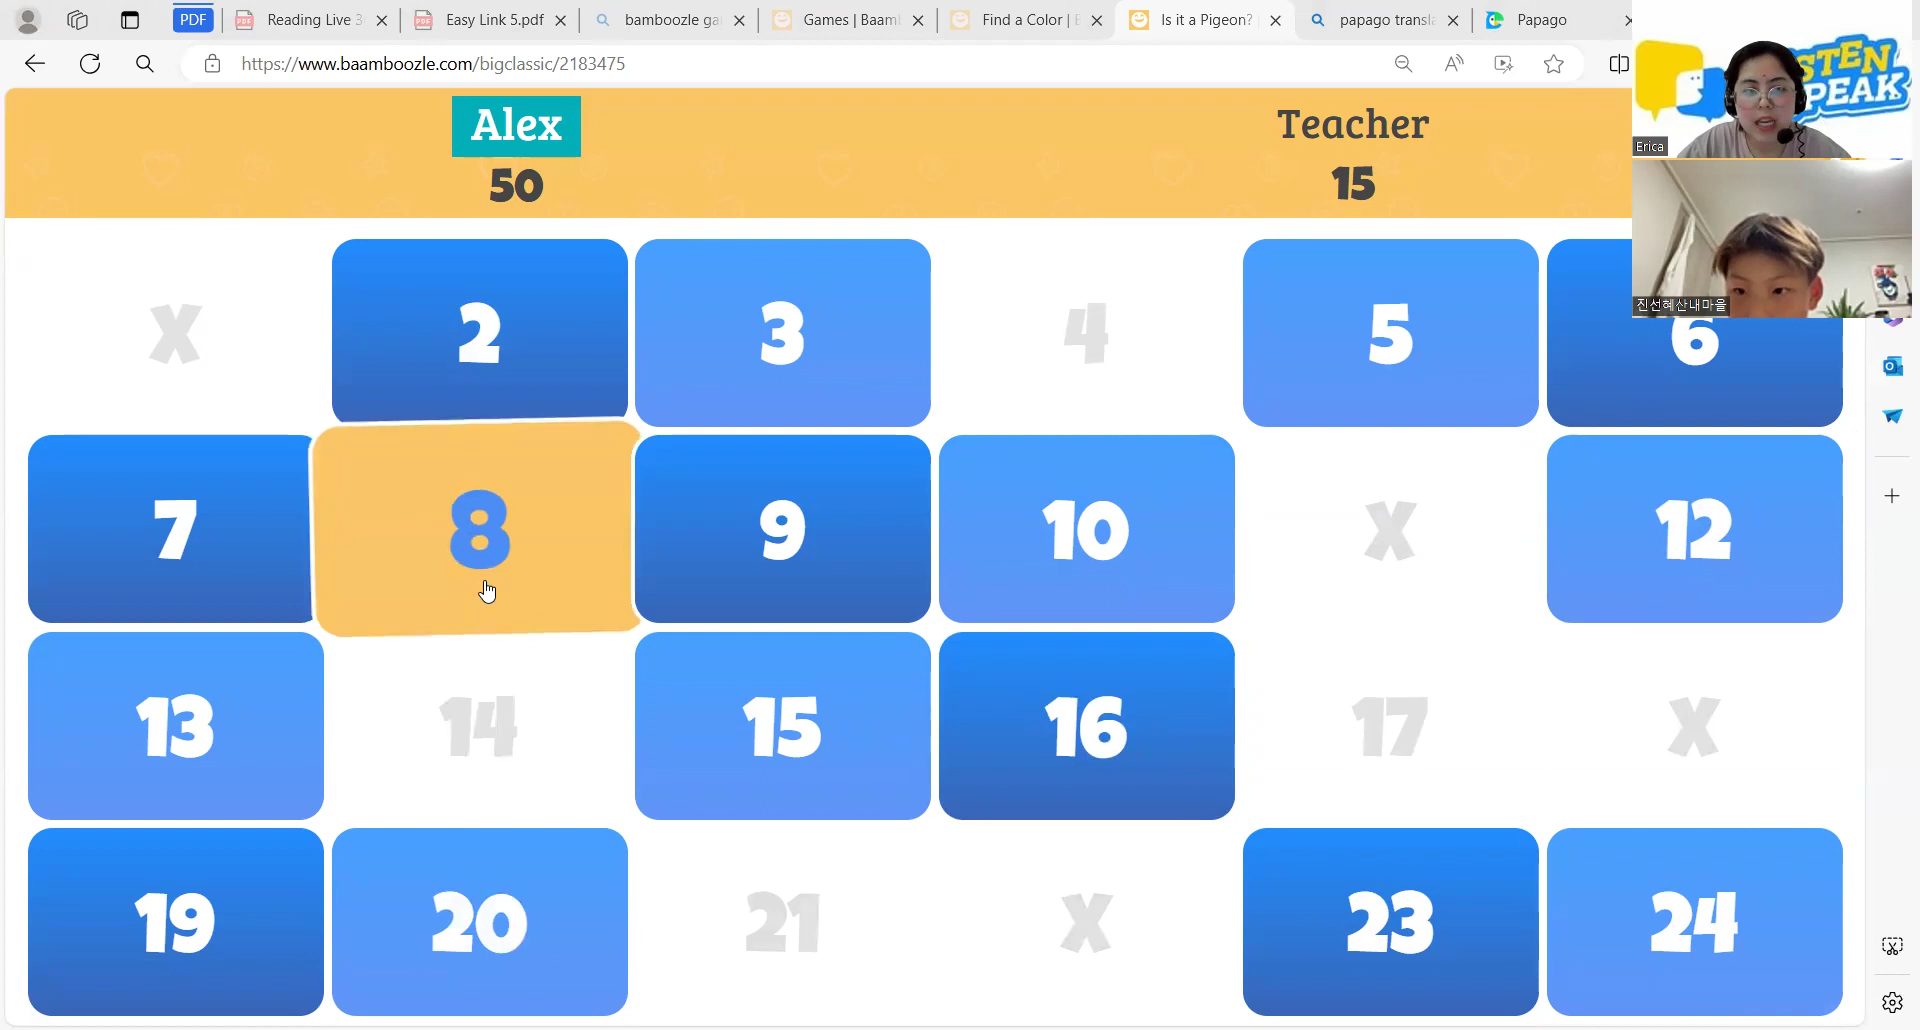 PDF
Reading Live 3
Easy Link 5.pdf
bamboozle ga
Games | Baam
Find a Color |
Is it a Pigeon?
papago transla
Papago
https://www.baamboozle.com/bigclassic/2183475
STEN
PEAK
Erica
진선혜산내마을
Alex
Teacher
50
15
X
2
3
4
5
6
7
8
9
10
X
12
13
14
15
16
17
X
19
20
21
X
23
24